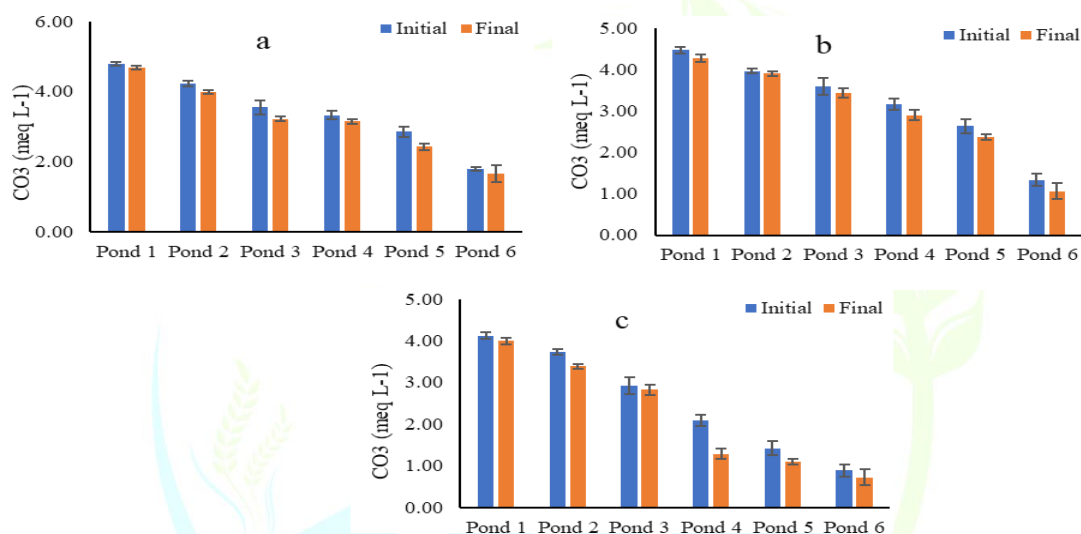 a
Initial Final
CO3 (meq L-1)
6.00
4.00
2.00
0.00
Pond 1 Pond 2 Pond 3 Pond 4 Pond 5 Pond 6
b
Initial Final
CO3 (meq L-1)
5.00
4.00
3.00
2.00
1.00
0.00
Pond 1 Pond 2 Pond 3 Pond 4 Pond 5 Pond 6
c
Initial Final
CO3 (meq L-1)
5.00
4.00
3.00
2.00
1.00
0.00
Pond 1 Pond 2 Pond 3 Pond 4 Pond 5 Pond 6